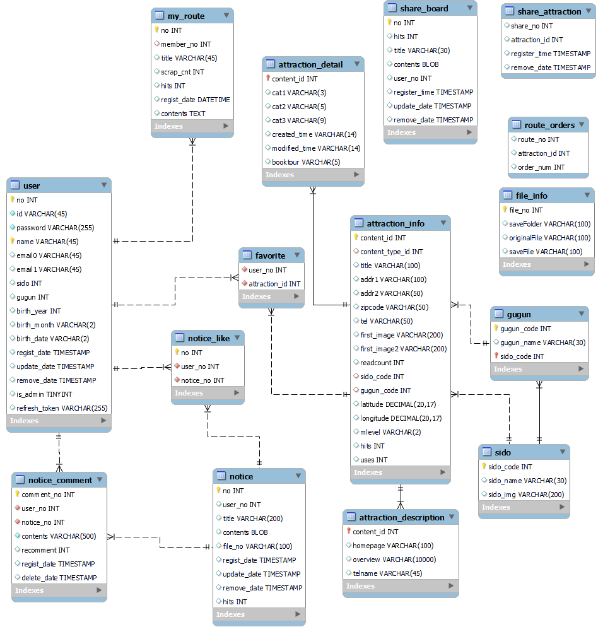 my_route
no INT
member_no INT
title VARCHAR(45)
scrap_cnt INT
hits INT
regist_date DATETIME
contents TEXT
Indexes
attraction_detail
content_id INT
cat1 VARCHAR(3)
cat2 VARCHAR(5)
cat3 VARCHAR(9)
created_time VARCHAR(14)
modified_time VARCHAR(14)
booktour VARCHAR(5)
Indexes
share_board
no INT
hits INT
title VARCHAR(30)
contents BLOB
user_no INT
register_time TIMESTAMP
update_date TIMESTAMP
remove_date TIMESTAMP
Indexes
share_attraction
share_no INT
attraction_id INT
register_time TIMESTAMP
remove_date TIMESTAMP
route_orders
route_no INT
attraction_id INT
order_num INT
file_info
file_no INT
saveFolder VARCHAR(100)
originalFile VARCHAR(100)
saveFile VARCHAR(100)
Indexes
user
no INT
id VARCHAR(45)
password VARCHAR(255)
name VARCHAR(45)
email0 VARCHAR(45)
email1 VARCHAR(45)
sido INT
gugun INT
birth_year INT
birth_month VARCHAR(2)
birth_date VARCHAR(2)
regist_date TIMESTAMP
update_date TIMESTAMP
remove_date TIMESTAMP
is_admin TINYINT
refresh_token VARCHAR(255)
Indexes
favorite
user_no INT
attraction_id INT
Indexes
attraction_info
content_id INT
content_type_id INT
title VARCHAR(100)
addr1 VARCHAR(100)
addr2 VARCHAR(50)
zipcode VARCHAR(50)
tel VARCHAR(50)
first_image VARCHAR(200)
first_image2 VARCHAR(200)
readcount INT
sido_code INT
gugun_code INT
latitude DECIMAL(20,17)
longitude DECIMAL(20,17)
mlevel VARCHAR(2)
hits INT
uses INT
Indexes
gugun
gugun_code INT
gugun_name VARCHAR(30)
sido_code INT
Indexes
notice_like
no INT
user_no INT
notice_no INT
Indexes
sido
sido_code INT
sido_name VARCHAR(30)
sido_img VARCHAR(200)
Indexes
notice_comment
comment_no INT
user_no INT
notice_no INT
contents VARCHAR(500)
recomment INT
regist_date TIMESTAMP
delete_date TIMESTAMP
Indexes
notice
no INT
user_no INT
title VARCHAR(200)
contents BLOB
file_no VARCHAR(100)
regist_date TIMESTAMP
update_date TIMESTAMP
remove_date TIMESTAMP
hits INT
Indexes
attraction_description
content_id INT
homepage VARCHAR(100)
overview VARCHAR(10000)
telname VARCHAR(45)
Indexes